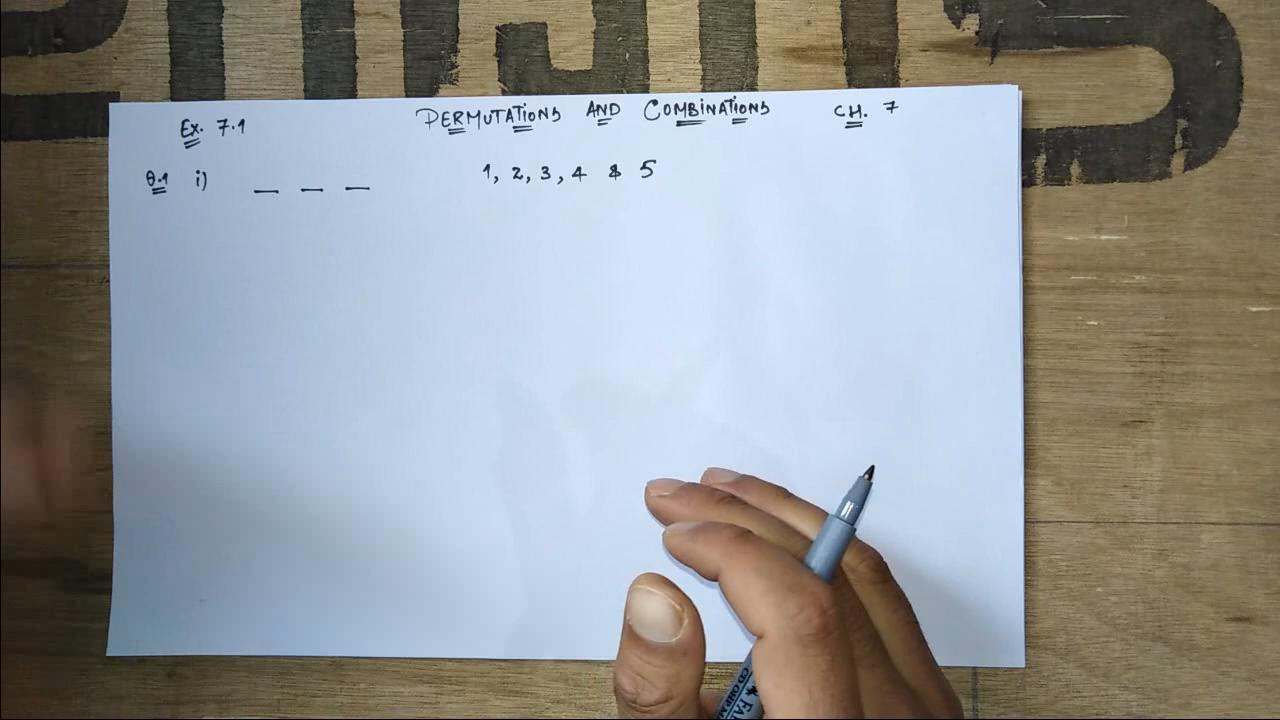 Ex. 7.1 PERMUTATIONS AND COMBINATIONS CH. 7
Q.1 i) _ _ _ 1, 2, 3, 4 & 5